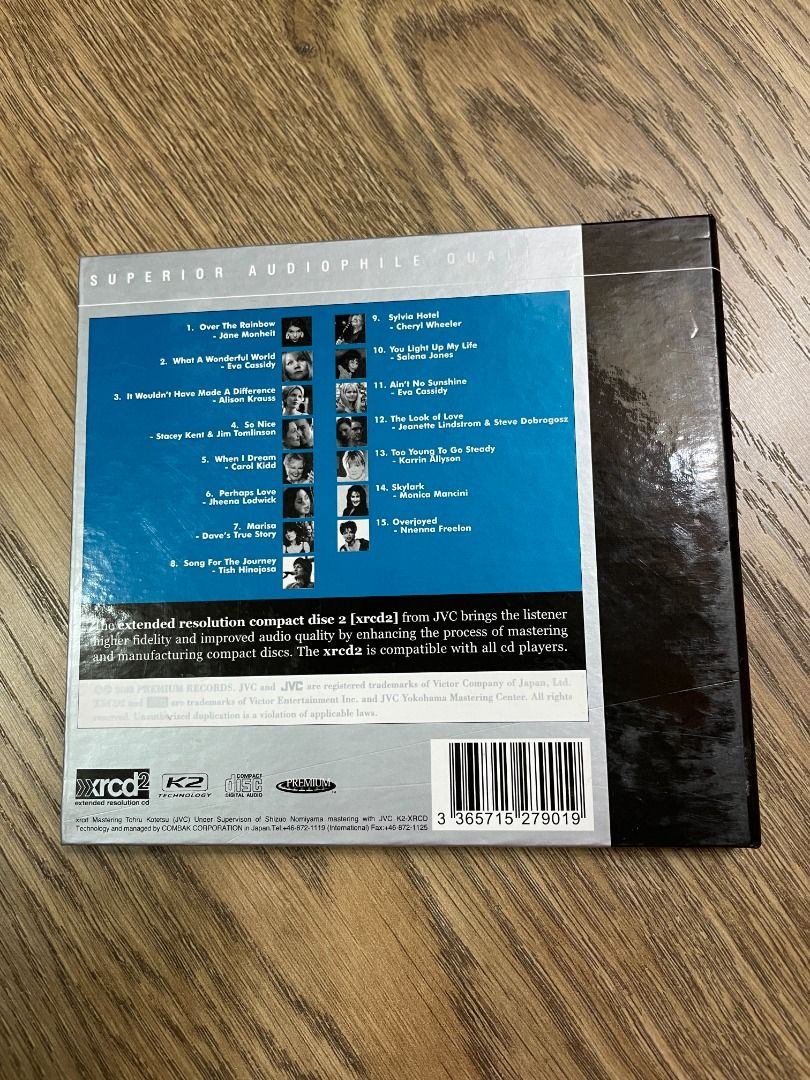 SUPERIOR AUDIOPHILE QUALI
1. Over The Rainbow
- Jane Monheit
2. What A Wonderful World
- Eva Cassidy
3. It Wouldn't Have Made A Difference
- Alison Krauss
4. So Nice
- Stacey Kent & Jim Tomlinson
5. When I Dream
- Carol Kidd
6. Perhaps Love
- Jheena Lodwick
7. Marisa
- Dave's True Story
8. Song For The Journey
- Tish Hinojosa
9. Sylvia Hotel
- Cheryl Wheeler
10. You Light Up My Life
- Salena Jones
11. Ain't No Sunshine
- Eva Cassidy
12. The Look of Love
- Jeanette Lindstrom & Steve Dobrogosz
13. Too Young To Go Steady
- Karrin Allyson
14. Skylark
- Monica Mancini
15. Overjoyed
- Nnenna Freelon
The extended resolution compact disc 2 [xrcd2] from JVC brings the listener
higher fidelity and improved audio quality by enhancing the process of mastering
and manufacturing compact discs. The xrcd2 is compatible with all cd players.
PREMIUM RECORDS. JVC and JVC are registered trademarks of Victor Company of Japan, Ltd.
XRCD2 and are trademarks of Victor Entertainment Inc. and JVC Yokohama Mastering Center. All rights
reserved. Unauthorized duplication is a violation of applicable laws.
xrcd2
extended resolution cd
K2
TECHNOLOGY
COMPACT
disc
DIGITAL AUDIO
PREMIUM
TM
xrcd Mastering Tohru Kotetsu (JVC) Under Supervison of Shizuo Nomiyama mastering with JVC K2-XRCD
Technology and managed by COMBAK CORPORATION in Japan.Tel:+46-872-1119 (International) Fax:+46-872-1125
3 365715 279019